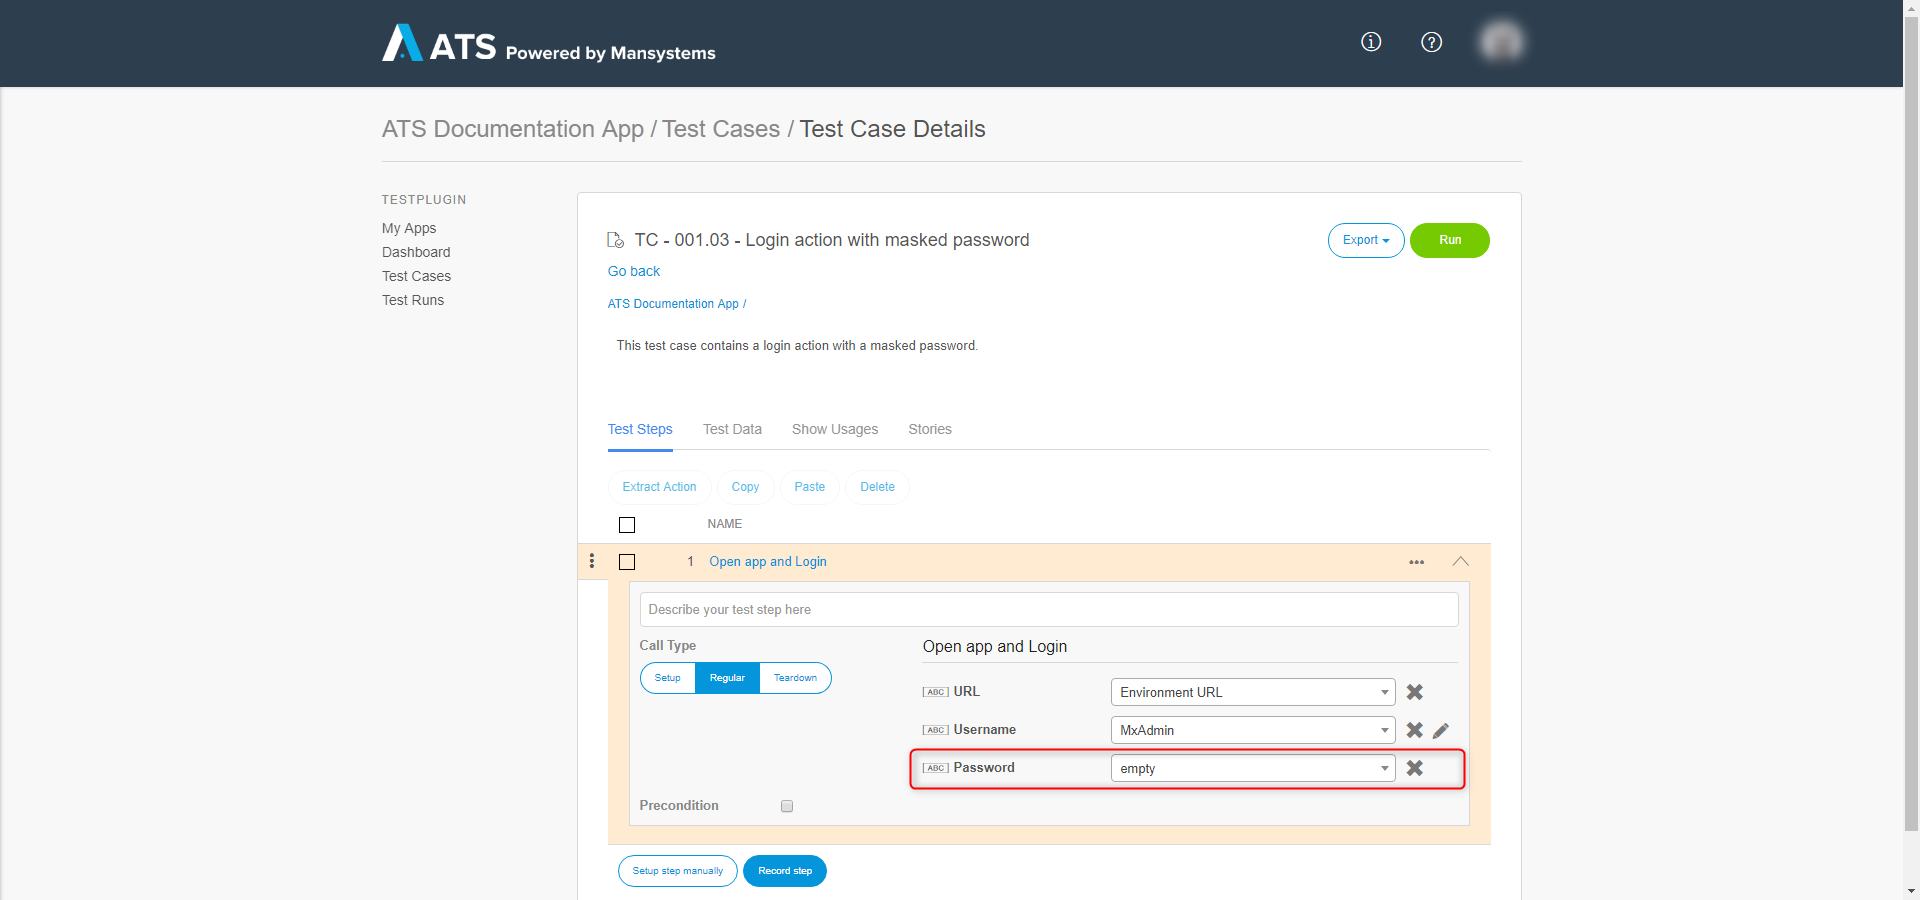 ATS Powered by Mansystems
ATS Documentation App / Test Cases / Test Case Details
TESTPLUGIN
My Apps
Dashboard
Test Cases
Test Runs
TC - 001.03 - Login action with masked password
Export
Run
Go back
ATS Documentation App /
This test case contains a login action with a masked password.
Test Steps
Test Data
Show Usages
Stories
Extract Action
Copy
Paste
Delete
NAME
1 Open app and Login
Describe your test step here
Call Type
Setup
Regular
Teardown
Open app and Login
ABC URL
Environment URL
ABC Username
MxAdmin
ABC Password
empty
Precondition
Setup step manually
Record step